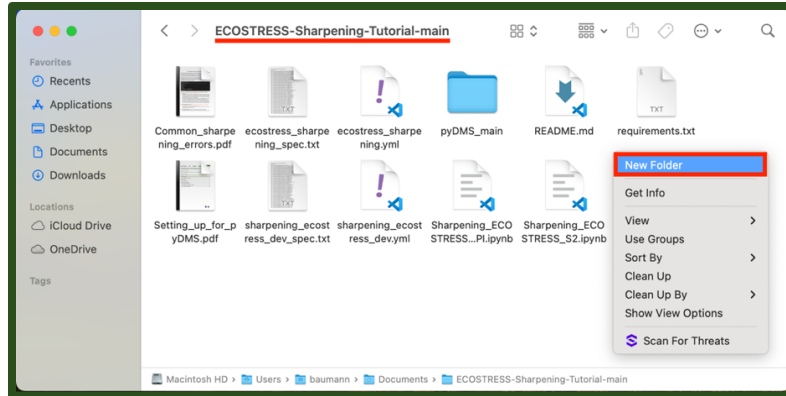 ECOSTRESS-Sharpening-Tutorial-main
Favorites
Recents
Applications
Desktop
Documents
Downloads
Locations
iCloud Drive
OneDrive
Tags
TXT
TXT
Common_sharpe
ning_errors.pdf
ecostress_sharpe
ning_spec.txt
ecostress_sharpe
ning.yml
pyDMS_main
README.md
requirements.txt
TXT
Setting_up_for_p
yDMS.pdf
sharpening_ecost
ress_dev_spec.txt
sharpening_ecost
ress_dev.yml
Sharpening_ECO
STRESS...PI.ipynb
Sharpening_ECO
STRESS_S2.ipynb
New Folder
Get Info
View
Use Groups
Sort By
Clean Up
Clean Up By
Show View Options
Scan For Threats
Macintosh HD › Users › baumann › Documents › ECOSTRESS-Sharpening-Tutorial-main